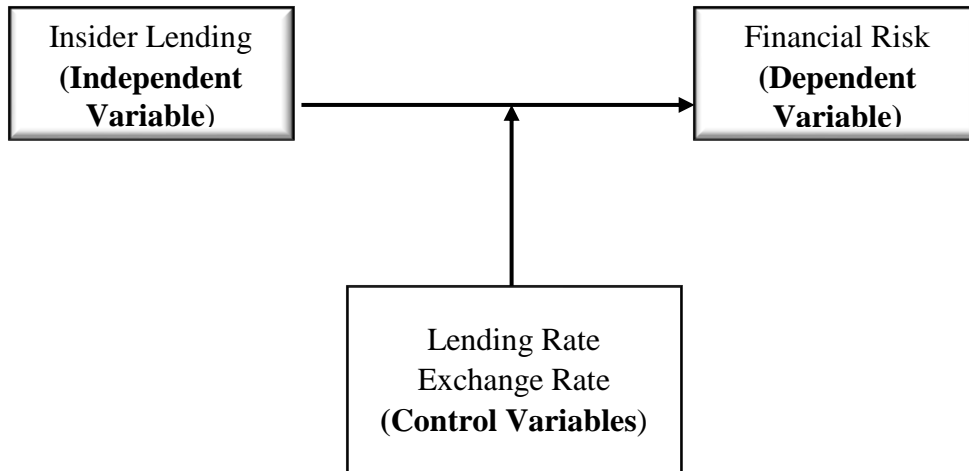 Insider Lending
(Independent
Variable)
Financial Risk
(Dependent
Variable)
Lending Rate
Exchange Rate
(Control Variables)